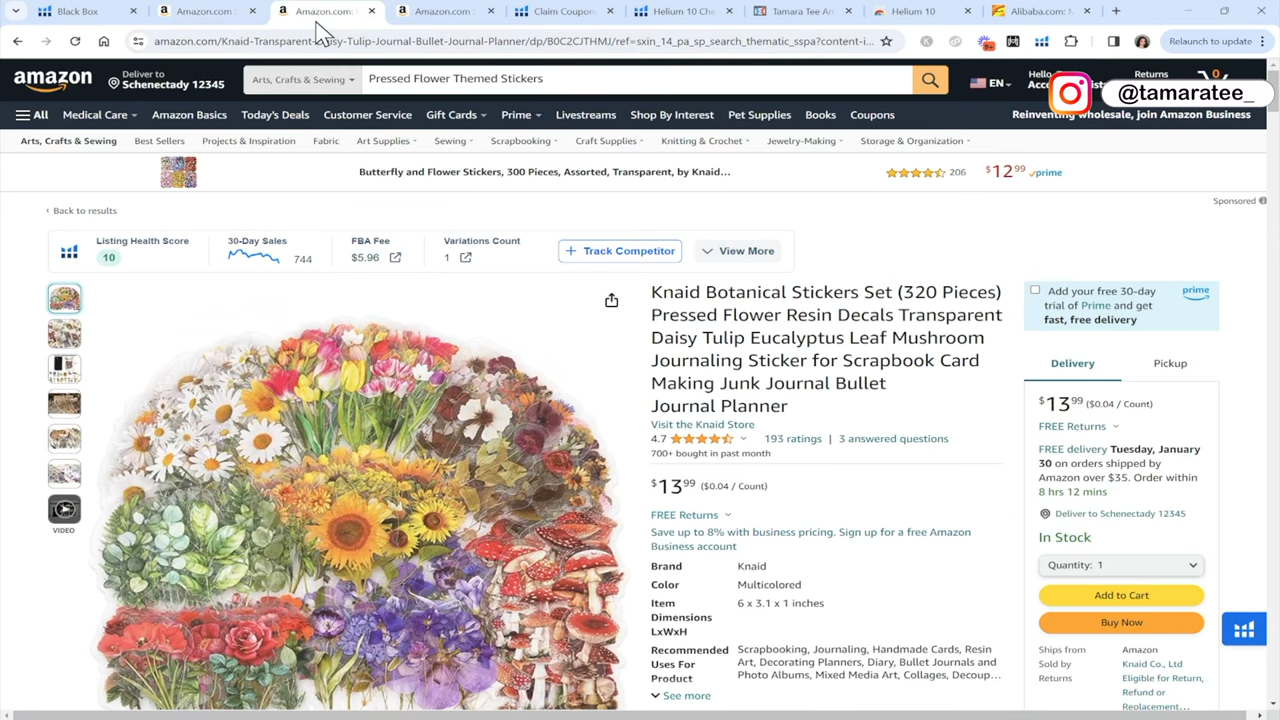 Black Box
Amazon.com :
Amazon.com:
Amazon.com :
Claim Coupon
Helium 10 Che
Tamara Tee An
Helium 10
Alibaba.com: M
amazon.com/Knaid-Transparent-Daisy-Tulip-Journal-Bullet-Journal-Planner/dp/B0C2CJTHMJ/ref=sxin_14_pa_sp_search_thematic_sspa?content-i...
9+
Relaunch to update
amazon
Deliver to
Schenectady 12345
Arts, Crafts & Sewing
Pressed Flower Themed Stickers
EN
Hello
Acco
Returns
0
@tamaratee_
All
Medical Care
Amazon Basics
Today's Deals
Customer Service
Gift Cards
Prime
Livestreams
Shop By Interest
Pet Supplies
Books
Coupons
Reinventing wholesale, join Amazon Business
Arts, Crafts & Sewing
Best Sellers
Projects & Inspiration
Fabric
Art Supplies
Sewing
Scrapbooking
Craft Supplies
Knitting & Crochet
Jewelry-Making
Storage & Organization
Butterfly and Flower Stickers, 300 Pieces, Assorted, Transparent, by Knaid...
206
$12 99 prime
Sponsored
‹ Back to results
Listing Health Score
10
30-Day Sales
744
FBA Fee
$5.96
Variations Count
1
+ Track Competitor
View More
VIDEO
Knaid Botanical Stickers Set (320 Pieces)
Pressed Flower Resin Decals Transparent
Daisy Tulip Eucalyptus Leaf Mushroom
Journaling Sticker for Scrapbook Card
Making Junk Journal Bullet
Journal Planner
Visit the Knaid Store
4.7
193 ratings | 3 answered questions
700+ bought in past month
$13 99 ($0.04 / Count)
FREE Returns
Save up to 8% with business pricing. Sign up for a free Amazon
Business account
Brand Knaid
Color Multicolored
Item
Dimensions
LxWxH
6 x 3.1 x 1 inches
Recommended
Uses For
Product
Scrapbooking, Journaling, Handmade Cards, Resin
Art, Decorating Planners, Diary, Bullet Journals and
Photo Albums, Mixed Media Art, Collages, Decoup...
See more
Add your free 30-day
trial of Prime and get
fast, free delivery
prime
Delivery
Pickup
$13 99 ($0.04 / Count)
FREE Returns
FREE delivery Tuesday, January
30 on orders shipped by
Amazon over $35. Order within
8 hrs 12 mins
Deliver to Schenectady 12345
In Stock
Quantity: 1
Add to Cart
Buy Now
Ships from Amazon
Sold by Knaid Co., Ltd
Returns Eligible for Return,
Refund or
Replacement...